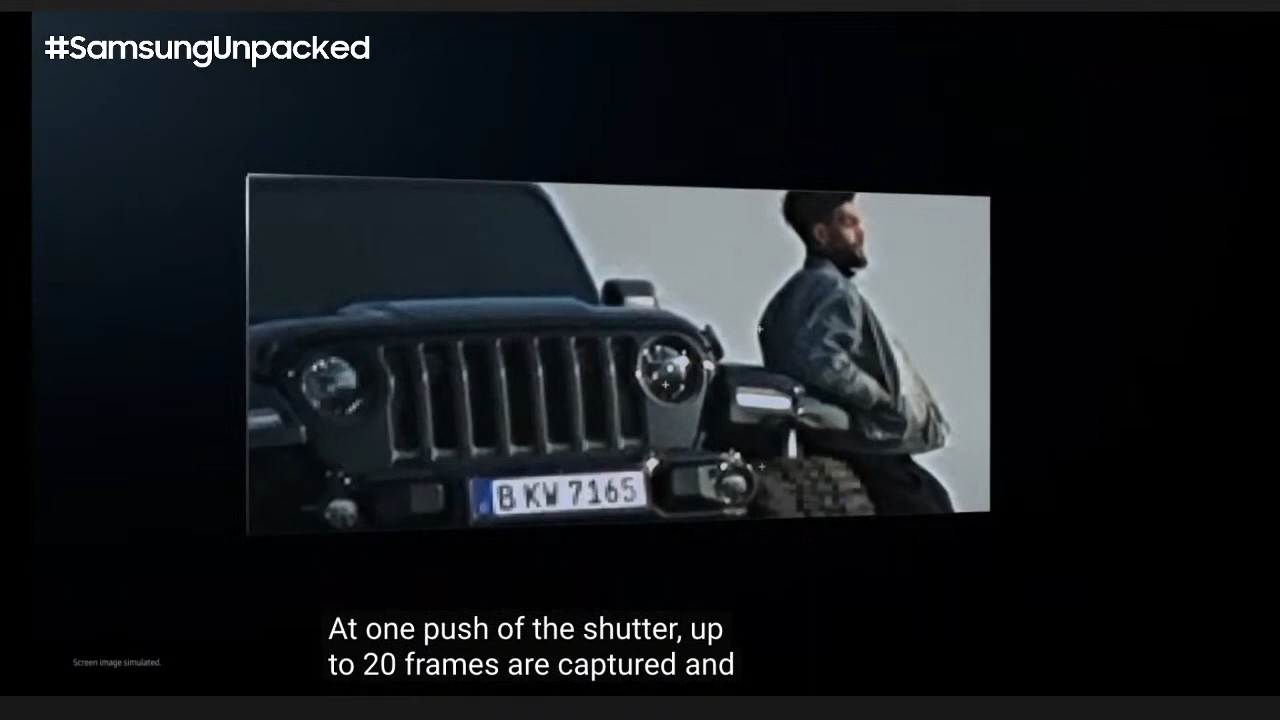 #SamsungUnpacked
B KW 7165
At one push of the shutter, up
to 20 frames are captured and
Screen image simulated.